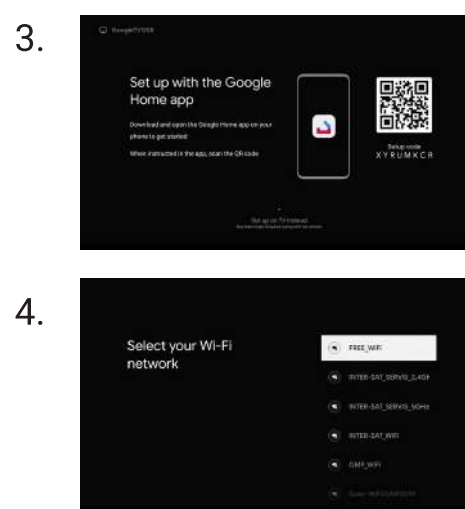 3.
Set up with the Google
Home app
Download and open the Google Home app on your
phone to get started
When instructed in the app, scan the QR code
Setup code
XYRUMKCR
Set up on TV instead
4.
Select your Wi-Fi
network
FREE_WIFI
INTER-SAT_SERVIS_2,4GH
INTER-SAT_SERVIS_5GHz
INTER-SAT_WIFI
GMP_WIFI